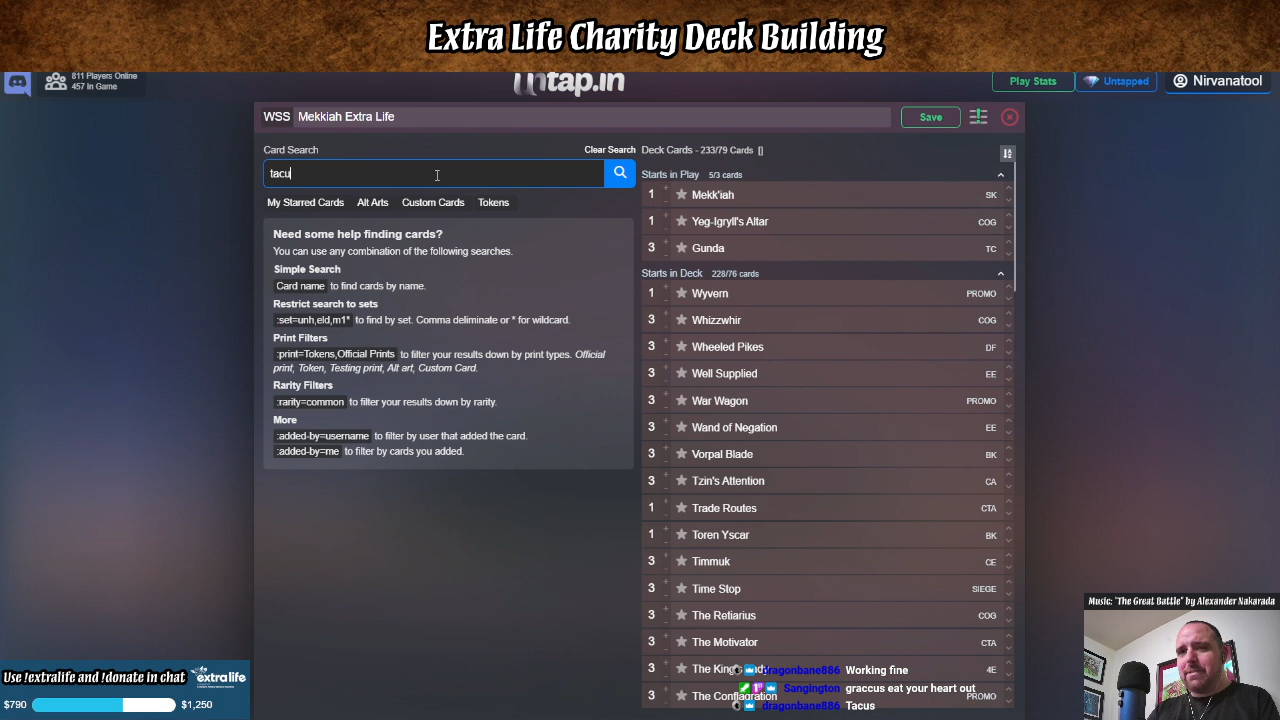 Extra Life Charity Deck Building
811 Players Online
457 In Game
untap.in
Play Stats
Untapped
Nirvanatool
WSS Mekkiah Extra Life
Save
Card Search
Clear Search
tacu
My Starred Cards Alt Arts Custom Cards Tokens
Need some help finding cards?
You can use any combination of the following searches.
Simple Search
Card name to find cards by name.
Restrict search to sets
:set=unh,eld,m1* to find by set. Comma deliminate or * for wildcard.
Print Filters
:print=Tokens,Official Prints to filter your results down by print types. Official
print, Token, Testing print, Alt art, Custom Card.
Rarity Filters
:rarity=common to filter your results down by rarity.
More
:added-by=username to filter by user that added the card.
:added-by=me to filter by cards you added.
Deck Cards - 233/79 Cards []
Starts in Play 5/3 cards
1 Mekk'iah SK
1 Yeg-Igryll's Altar COG
3 Gunda TC
Starts in Deck 228/76 cards
1 Wyvern PROMO
3 Whizzwhir COG
3 Wheeled Pikes DF
3 Well Supplied EE
3 War Wagon PROMO
3 Wand of Negation EE
3 Vorpal Blade BK
3 Tzin's Attention CA
1 Trade Routes CTA
1 Toren Yscar BK
3 Timmuk CE
3 Time Stop SIEGE
3 The Retiarius COG
3 The Motivator CTA
3 The King 4E
3 The Conflagration PROMO
dragonbane886 Working fine
Sangington graccus eat your heart out
dragonbane886 Tacus
Music: "The Great Battle" by Alexander Nakarada
Use !extralife and !donate in chat
extralife
$790 $1,250